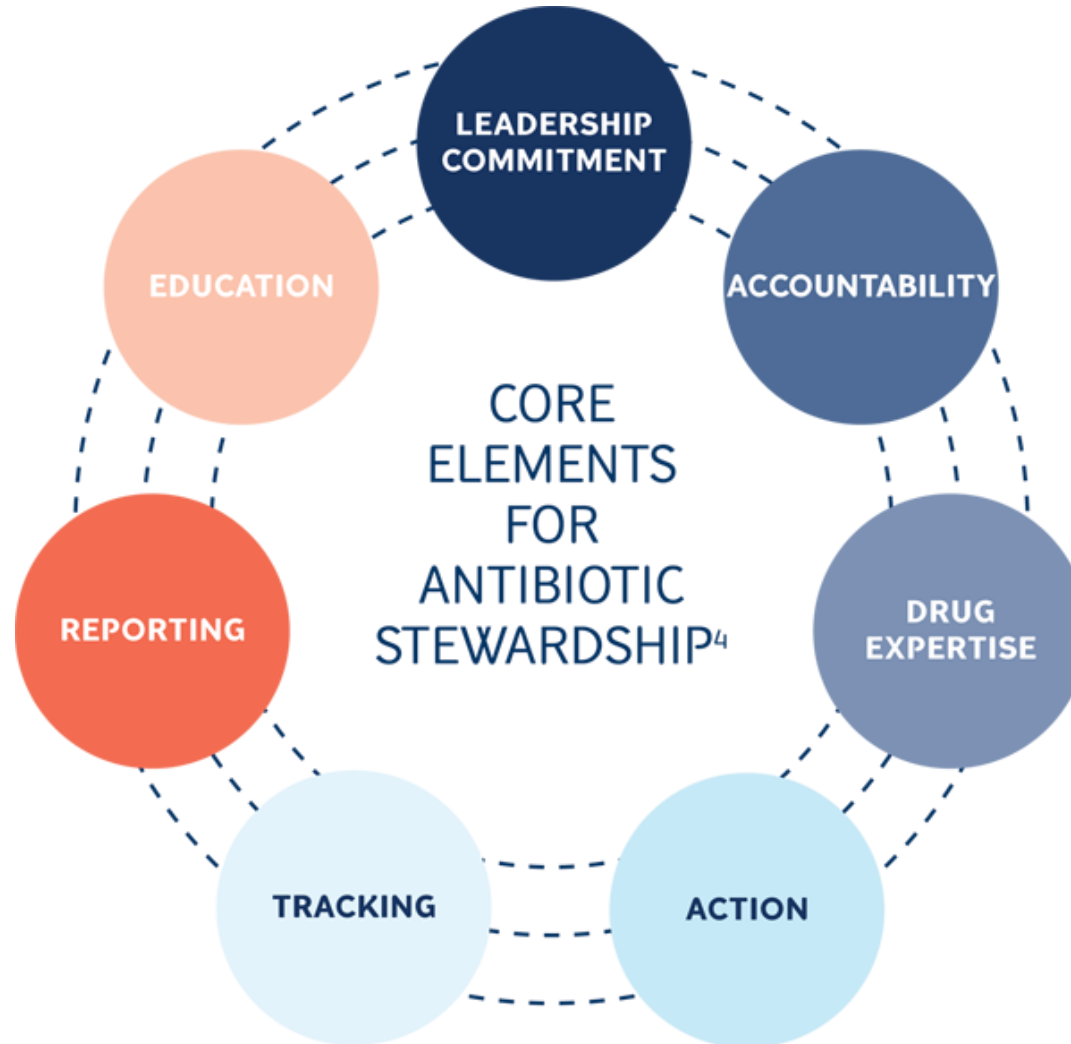 LEADERSHIP
COMMITMENT
ACCOUNTABILITY
DRUG
EXPERTISE
ACTION
TRACKING
REPORTING
EDUCATION
CORE
ELEMENTS
FOR
ANTIBIOTIC
STEWARDSHIP⁴